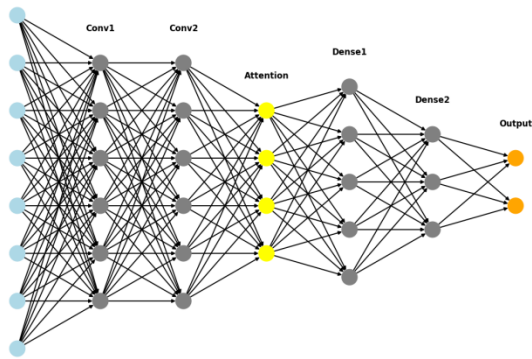 Conv1
Conv2
Attention
Dense1
Dense2
Output